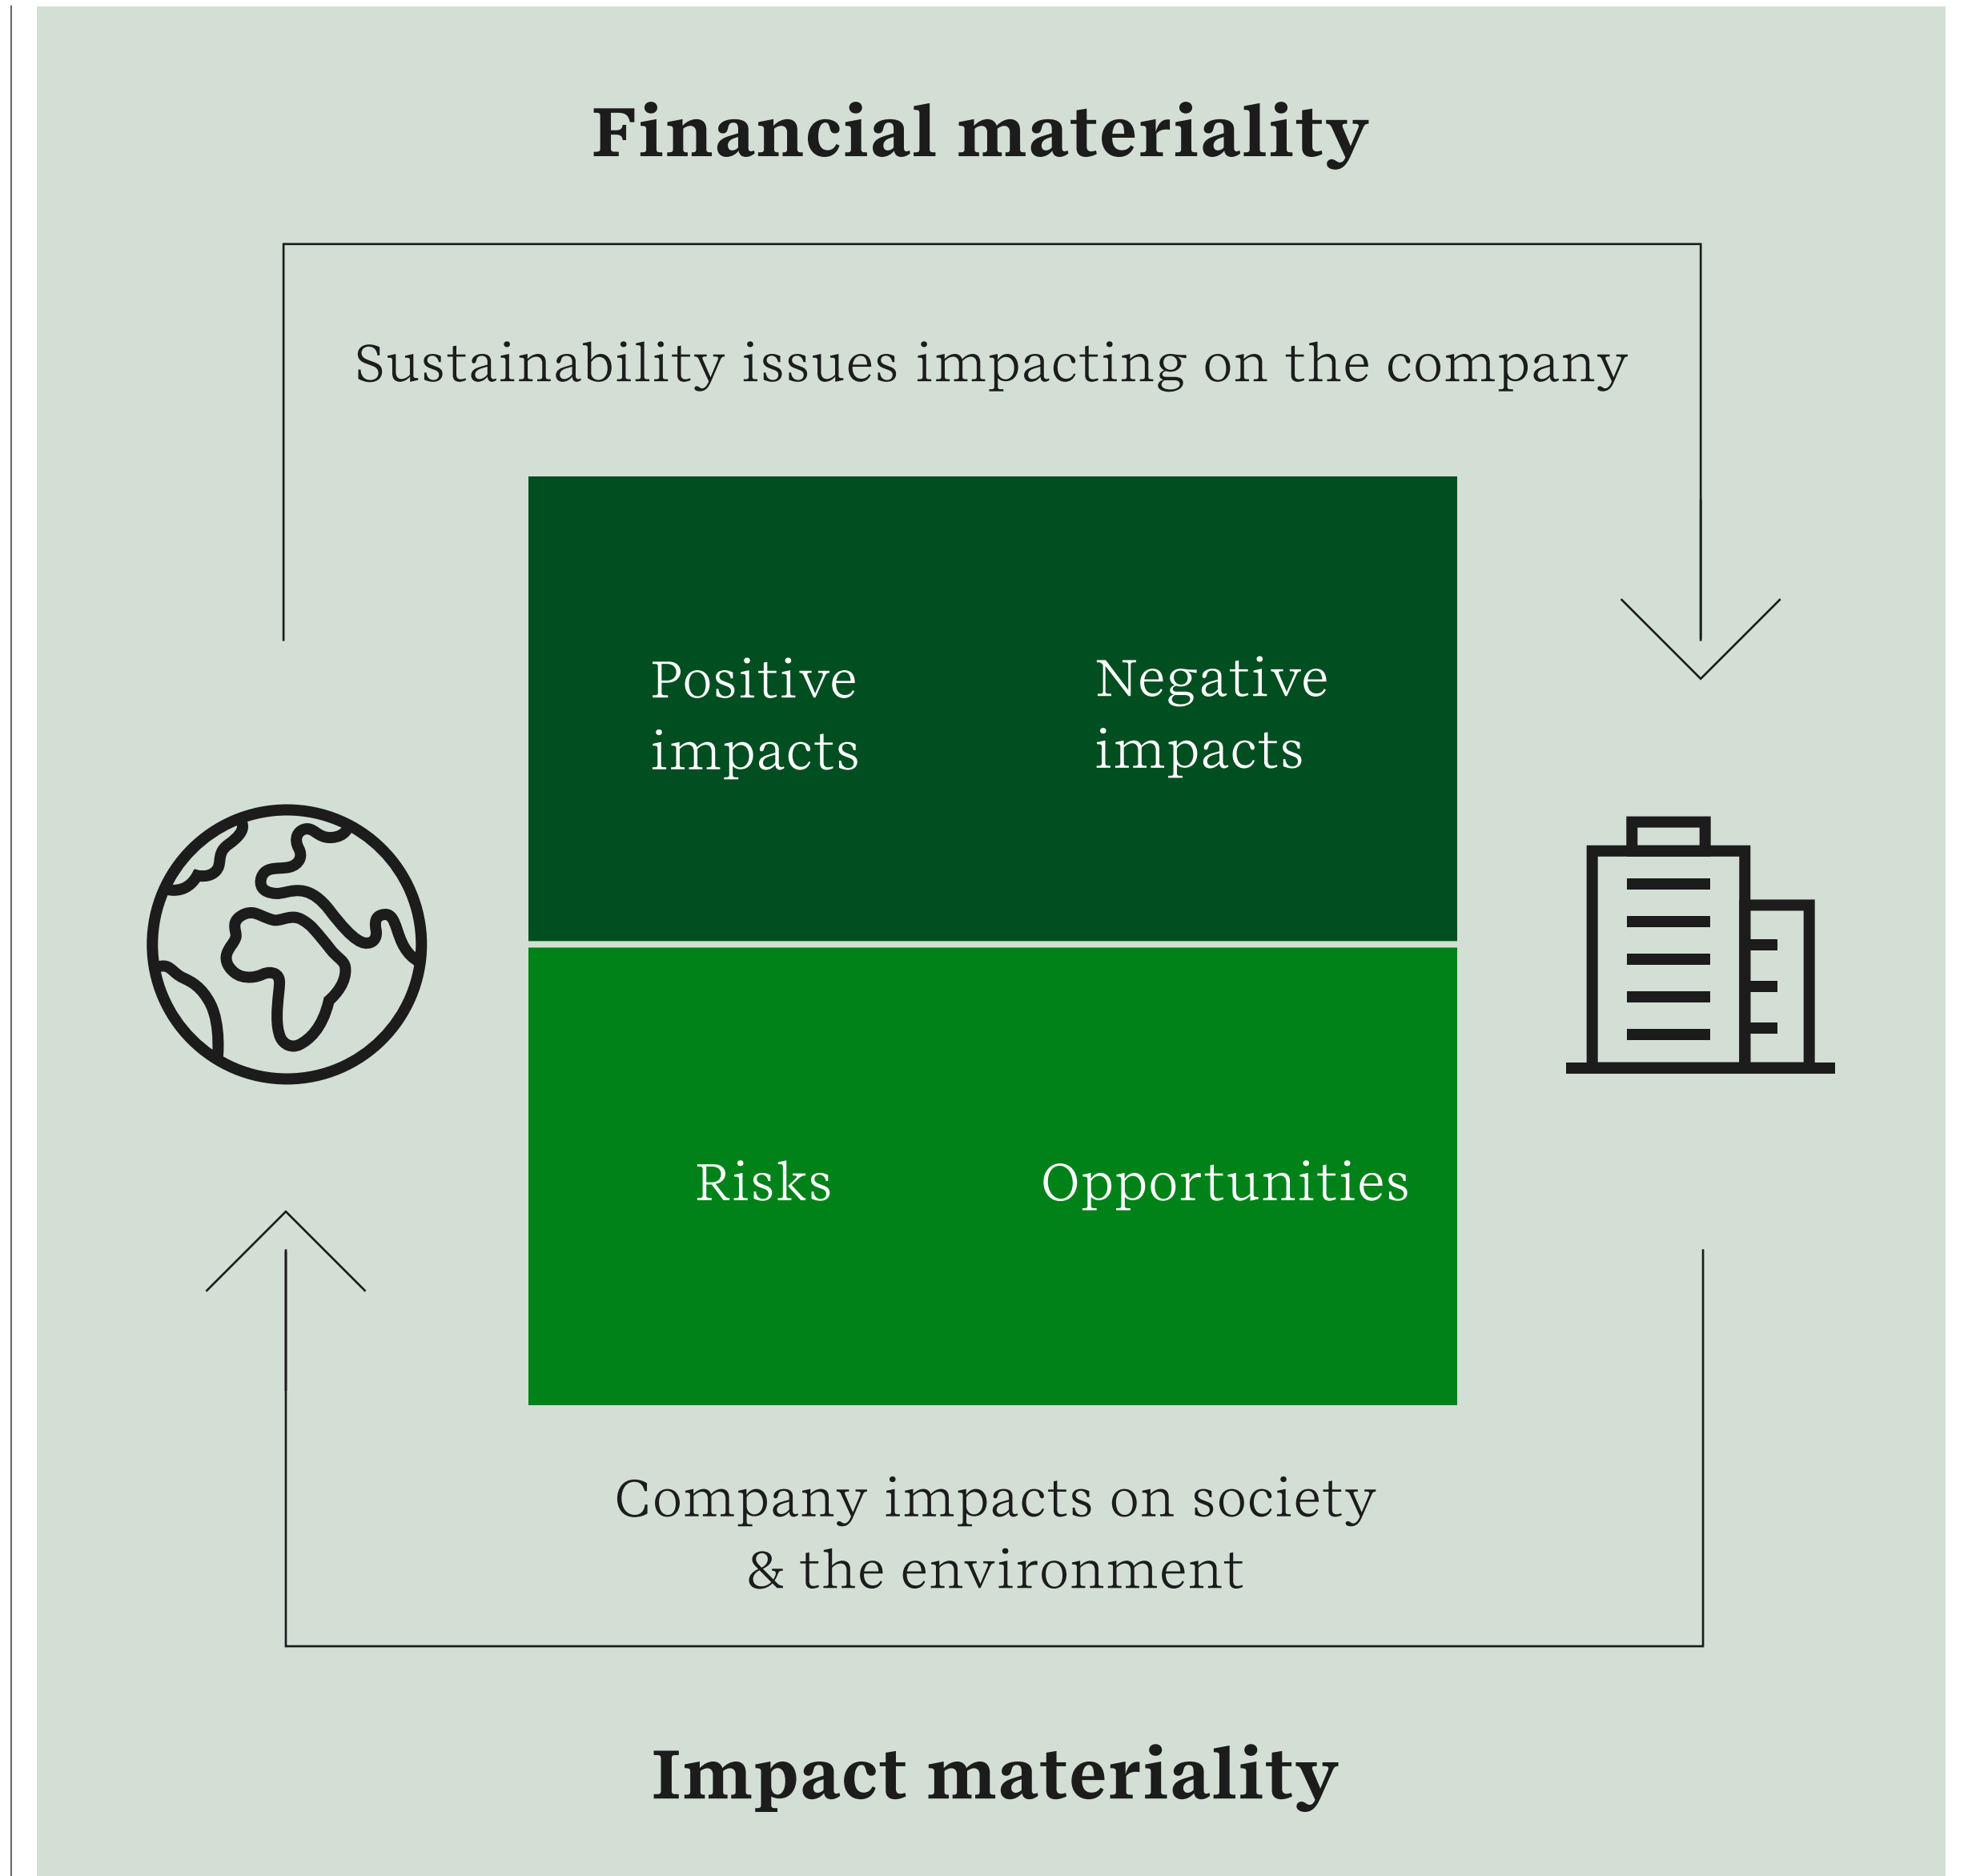 Financial materiality
Sustainability issues impacting on the company
Positive
impacts
Negative
impacts
Risks
Opportunities
Company impacts on society
& the environment
Impact materiality